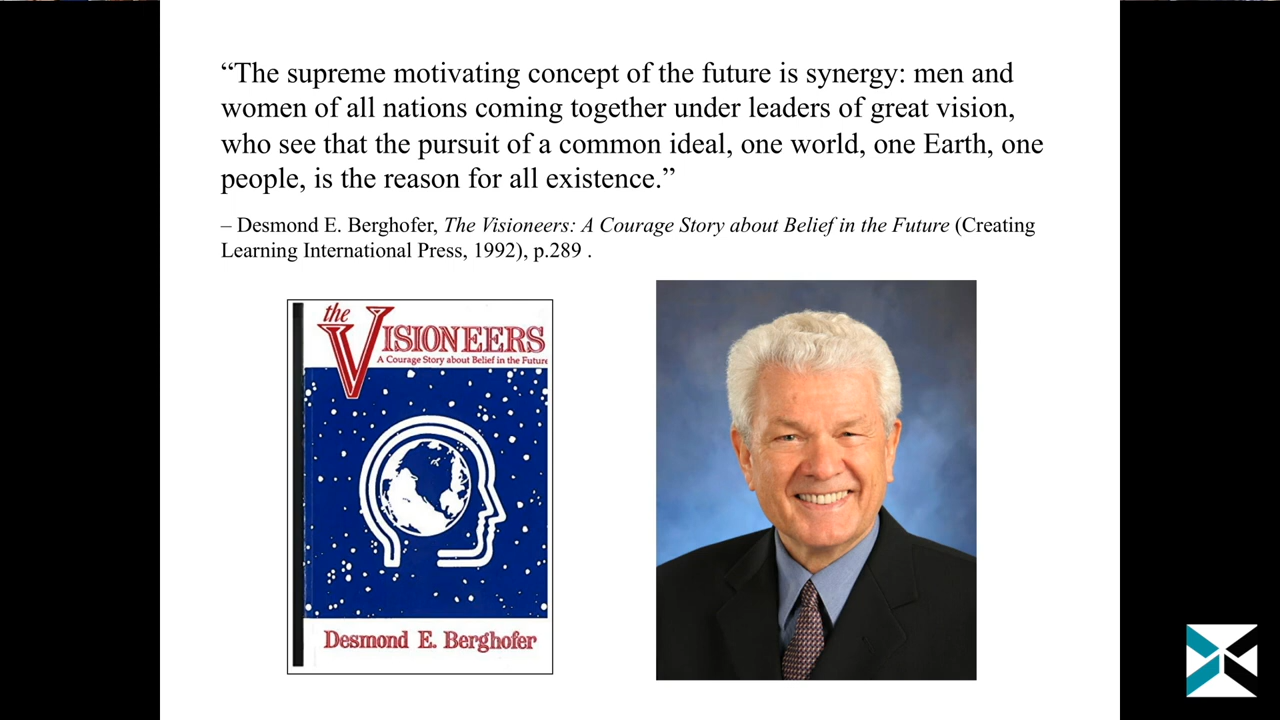 “The supreme motivating concept of the future is synergy: men and
women of all nations coming together under leaders of great vision,
who see that the pursuit of a common ideal, one world, one Earth, one
people, is the reason for all existence.”
– Desmond E. Berghofer, The Visioneers: A Courage Story about Belief in the Future (Creating
Learning International Press, 1992), p.289 .
the
VISIONEERS
A Courage Story about Belief in the Future
Desmond E. Berghofer